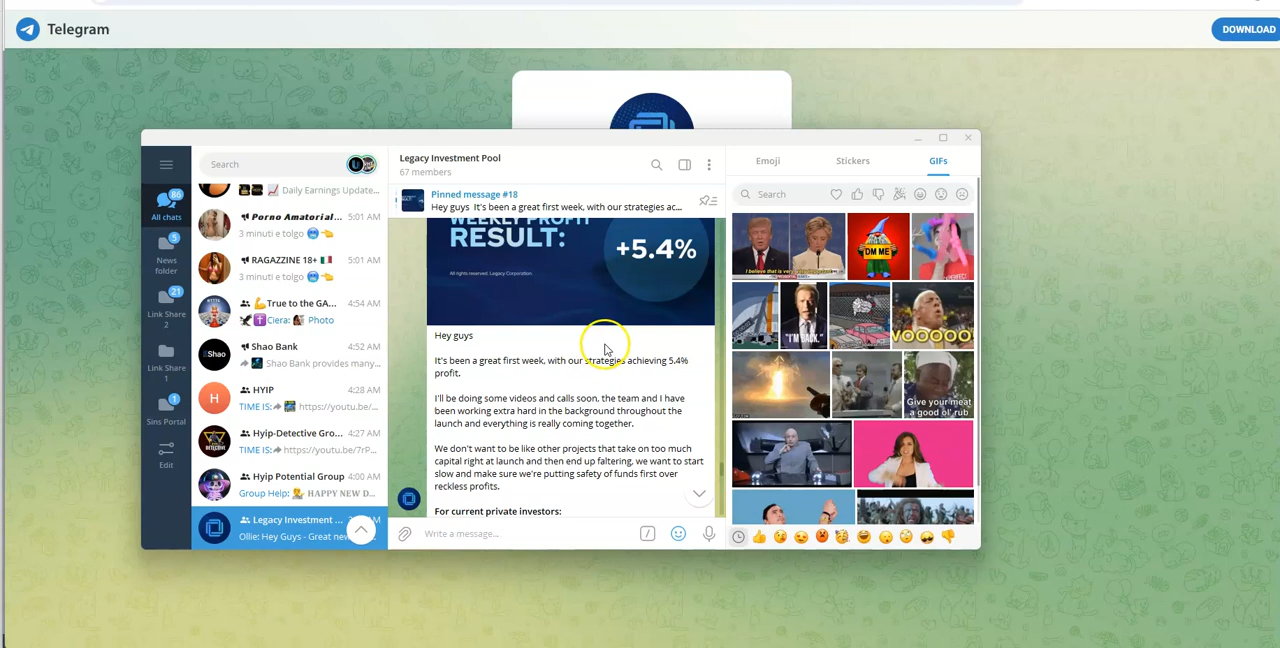 Telegram
DOWNLOAD
Search
Daily Earnings Update...
86
All chats
5
News
folder
21
Link Share
2
Link Share
1
1
Sins Portal
Edit
Porno Amatorial...
5:01 AM
3 minuti e tolgo
RAGAZZINE 18+
5:01 AM
3 minuti e tolgo
True to the GA...
4:54 AM
Ciera: Photo
Shao
Shao Bank
4:52 AM
Shao Bank provides many...
H
HYIP
4:28 AM
TIME IS: https://youtu.be/...
Hyip-Detective Gro...
4:27 AM
TIME IS: https://youtu.be/7rP...
Hyip Potential Group
4:00 AM
Group Help: HAPPY NEW D...
Legacy Investment ...
Ollie: Hey Guys - Great ne
Legacy Investment Pool
67 members
Pinned message #18
Hey guys It's been a great first week, with our strategies ac...
WEEKLY PROFIT
RESULT:
+5.4%
All rights reserved. Legacy Corporation.
Hey guys
It's been a great first week, with our strategies achieving 5.4%
profit.
I'll be doing some videos and calls soon, the team and I have
been working extra hard in the background throughout the
launch and everything is really coming together.
We don't want to be like other projects that take on too much
capital right at launch and then end up faltering, we want to start
slow and make sure we're putting safety of funds first over
reckless profits.
For current private investors:
Write a message...
Emoji
Stickers
GIFs
Search
I believe that is very
DM
ME
"I'M BACK."
WOOOOO
Give your meat
a good ol' rub